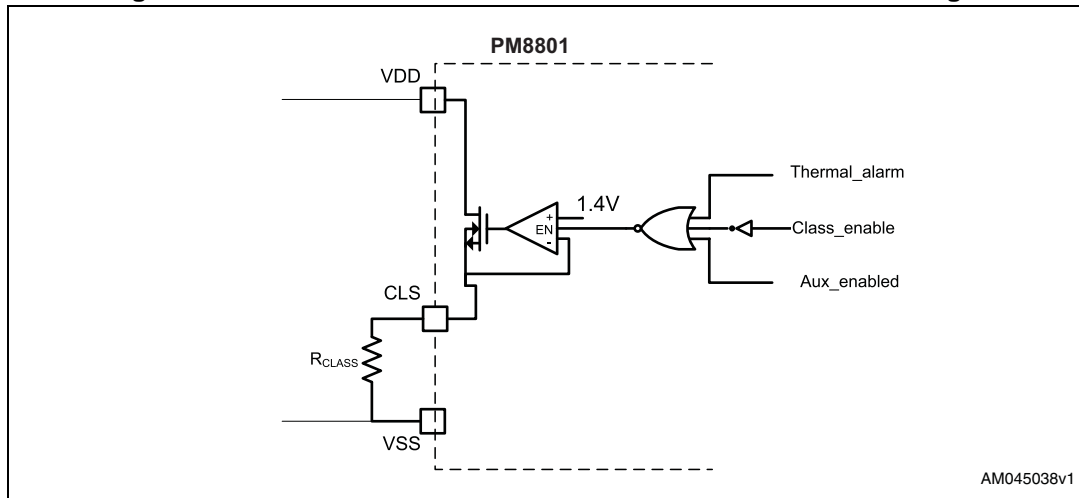 PM8801
VDD
Thermal_alarm
1.4V
+
EN
Class_enable
-
Aux_enabled
CLS
RCLASS
VSS
AM045038v1